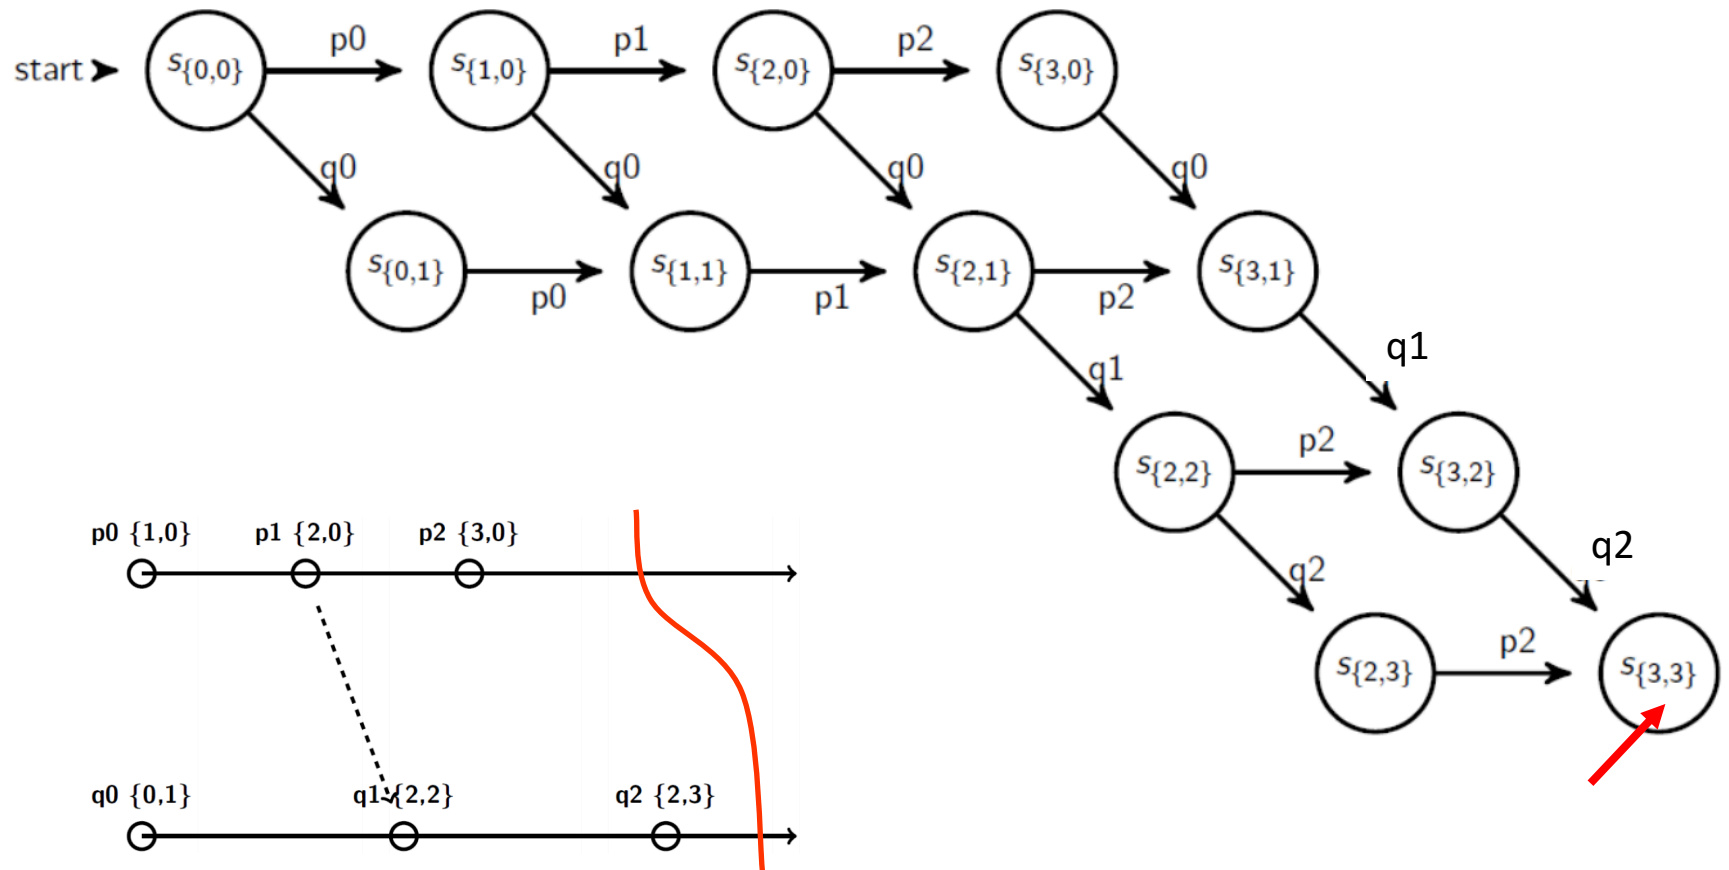 p0 p1 p2
start S{0,0} S{1,0} S{2,0} S{3,0}
q0 q0 q0 q0
S{0,1} S{1,1} S{2,1} S{3,1}
p0 p1 p2
q1 q1
p2
S{2,2} S{3,2}
p0 {1,0} p1 {2,0} p2 {3,0}
q2 q2
p2
S{2,3} S{3,3}
q0 {0,1} q1 {2,2} q2 {2,3}